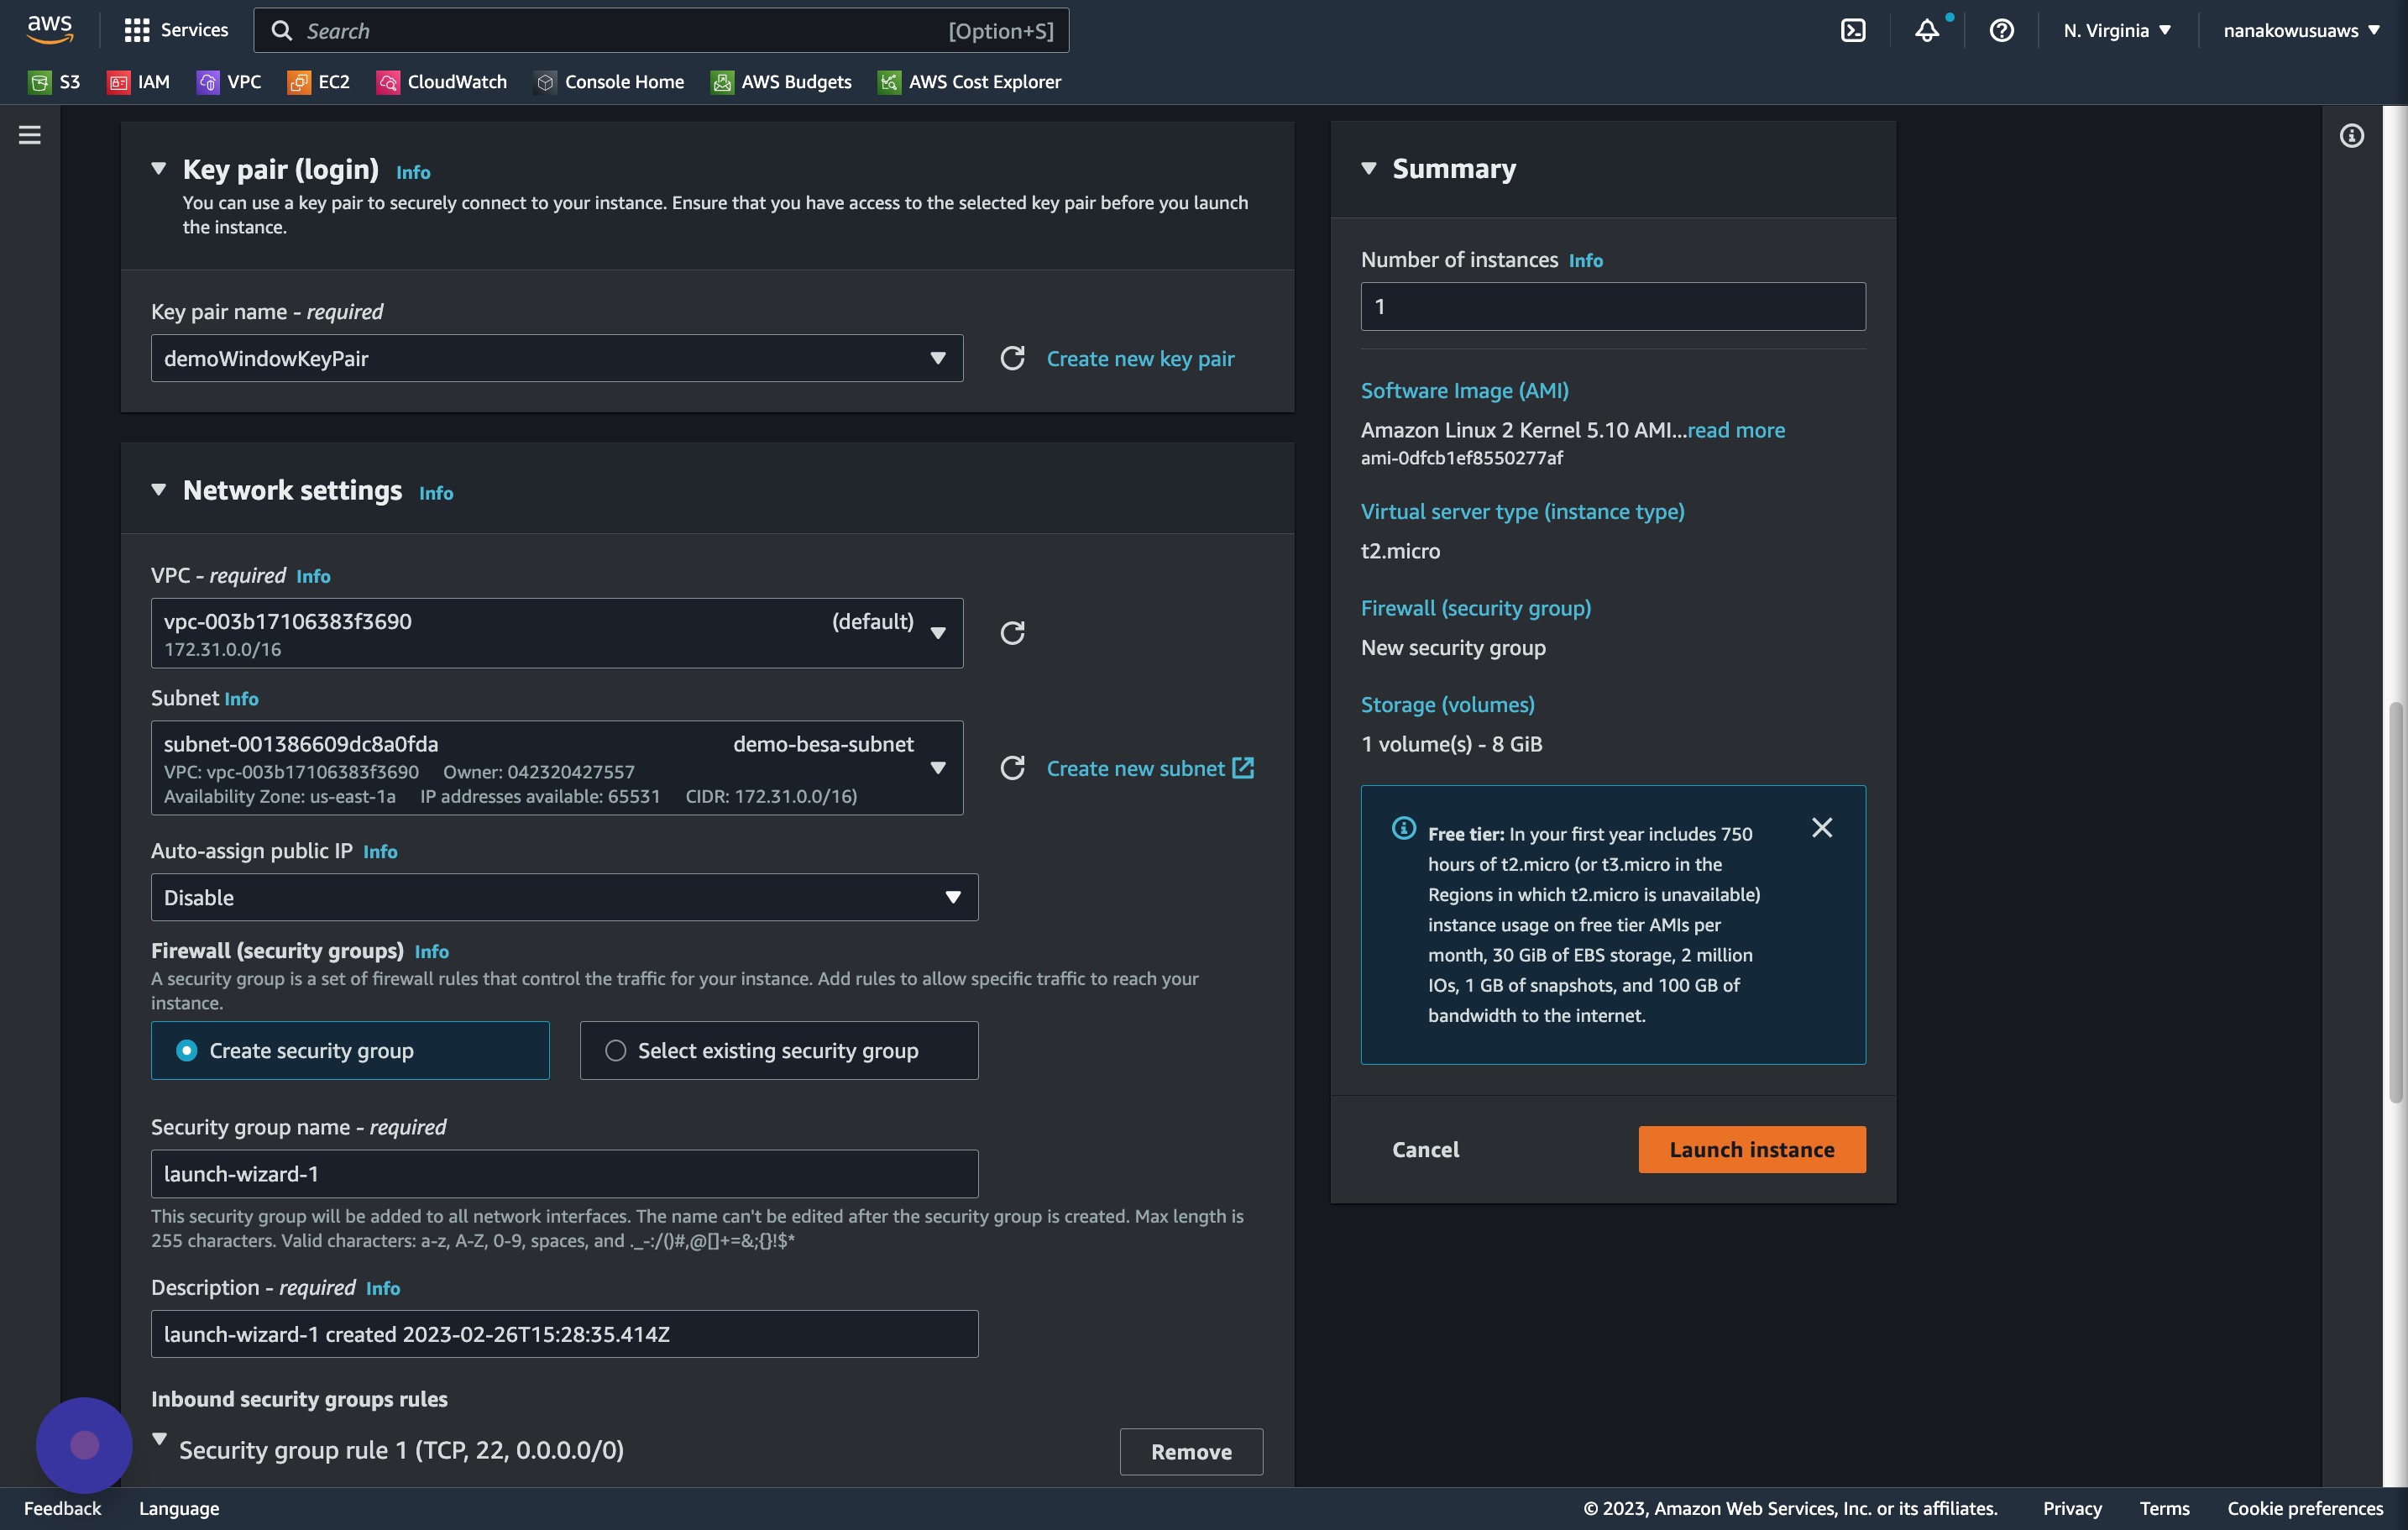 aws
Services
Search [Option+S]
N. Virginia
nanakowusuaws
S3 IAM VPC EC2 CloudWatch Console Home AWS Budgets AWS Cost Explorer
Key pair (login) Info
You can use a key pair to securely connect to your instance. Ensure that you have access to the selected key pair before you launch
the instance.
Key pair name - required
demoWindowKeyPair
Create new key pair
Network settings Info
VPC - required Info
vpc-003b17106383f3690 (default)
172.31.0.0/16
Subnet Info
subnet-001386609dc8a0fda demo-besa-subnet
VPC: vpc-003b17106383f3690 Owner: 042320427557
Availability Zone: us-east-1a IP addresses available: 65531 CIDR: 172.31.0.0/16)
Create new subnet
Auto-assign public IP Info
Disable
Firewall (security groups) Info
A security group is a set of firewall rules that control the traffic for your instance. Add rules to allow specific traffic to reach your
instance.
Create security group
Select existing security group
Security group name - required
launch-wizard-1
This security group will be added to all network interfaces. The name can't be edited after the security group is created. Max length is
255 characters. Valid characters: a-z, A-Z, 0-9, spaces, and ._-:/()#,@[]+=&;{}!$*
Description - required Info
launch-wizard-1 created 2023-02-26T15:28:35.414Z
Inbound security groups rules
Security group rule 1 (TCP, 22, 0.0.0.0/0)
Remove
Summary
Number of instances Info
1
Software Image (AMI)
Amazon Linux 2 Kernel 5.10 AMI...read more
ami-0dfcb1ef8550277af
Virtual server type (instance type)
t2.micro
Firewall (security group)
New security group
Storage (volumes)
1 volume(s) - 8 GiB
Free tier: In your first year includes 750
hours of t2.micro (or t3.micro in the
Regions in which t2.micro is unavailable)
instance usage on free tier AMIs per
month, 30 GiB of EBS storage, 2 million
IOs, 1 GB of snapshots, and 100 GB of
bandwidth to the internet.
Cancel
Launch instance
Feedback Language
© 2023, Amazon Web Services, Inc. or its affiliates. Privacy Terms Cookie preferences